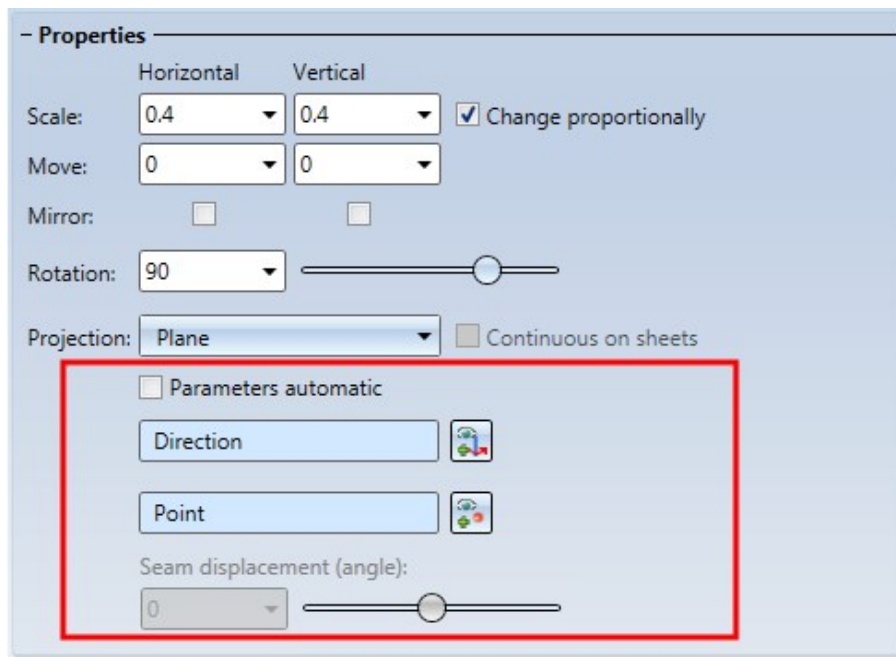 Properties
Horizontal Vertical
Scale: 0.4 0.4 Change proportionally
Move: 0 0
Mirror:
Rotation: 90
Projection: Plane Continuous on sheets
Parameters automatic
Direction
Point
Seam displacement (angle):
0